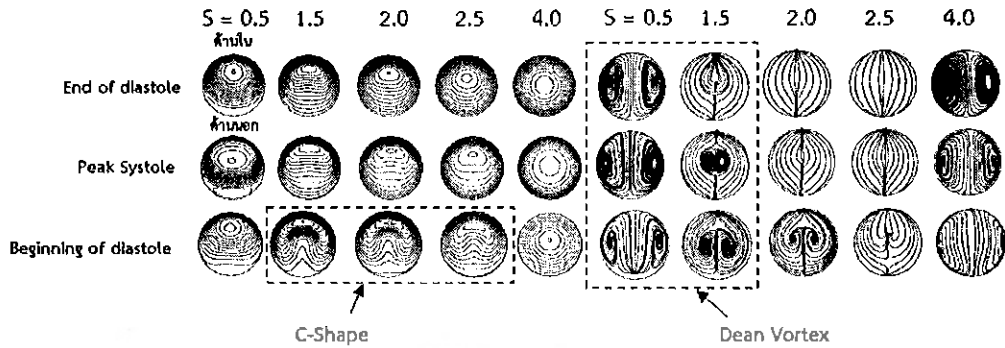 S = 0.5 1.5 2.0 2.5 4.0 S = 0.5 1.5 2.0 2.5 4.0
ด้านใน
End of diastole
ด้านนอก
Peak Systole
Beginning of diastole
C-Shape Dean Vortex